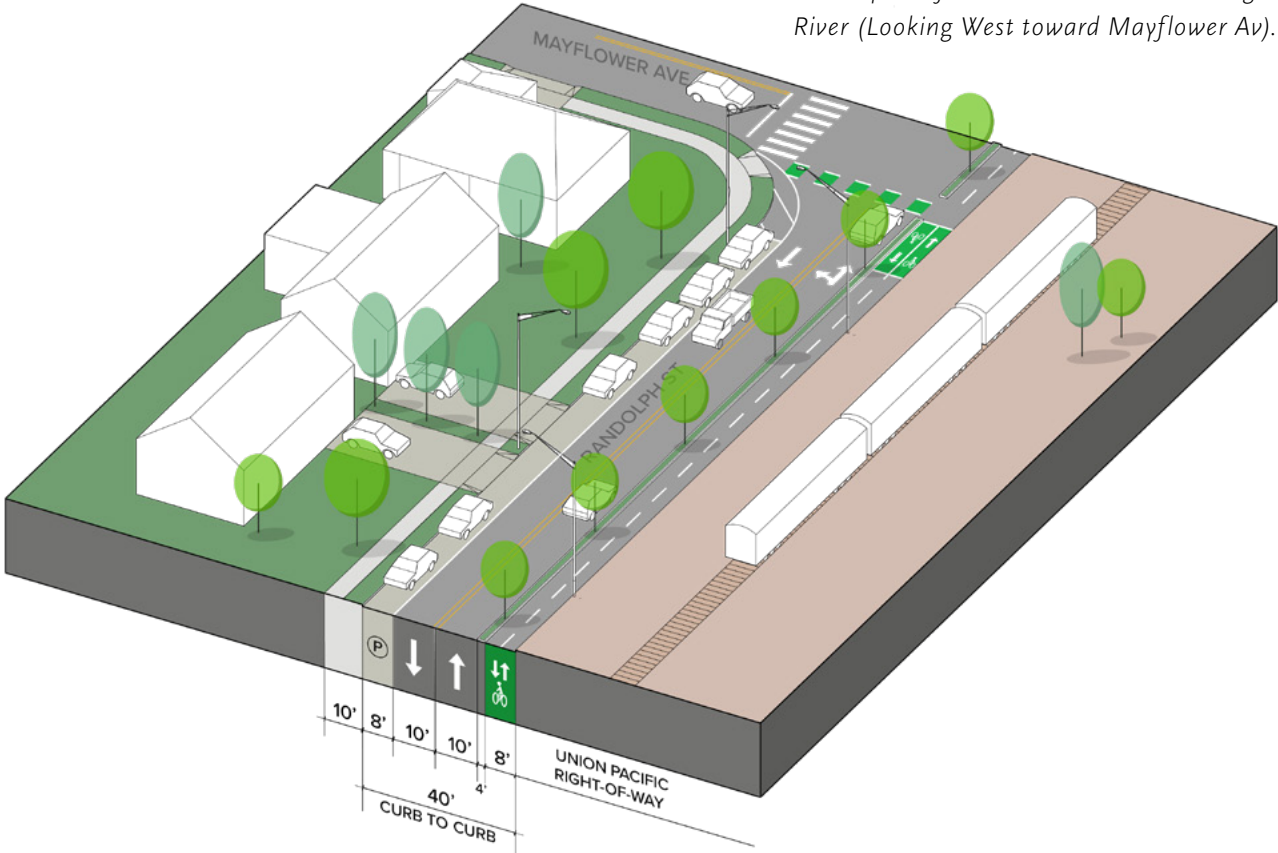 River (Looking West toward Mayflower Av).
MAYFLOWER AVE
RANDOLPH ST
P
10' 8' 10' 10' 4' 8'
UNION PACIFIC
RIGHT-OF-WAY
40'
CURB TO CURB